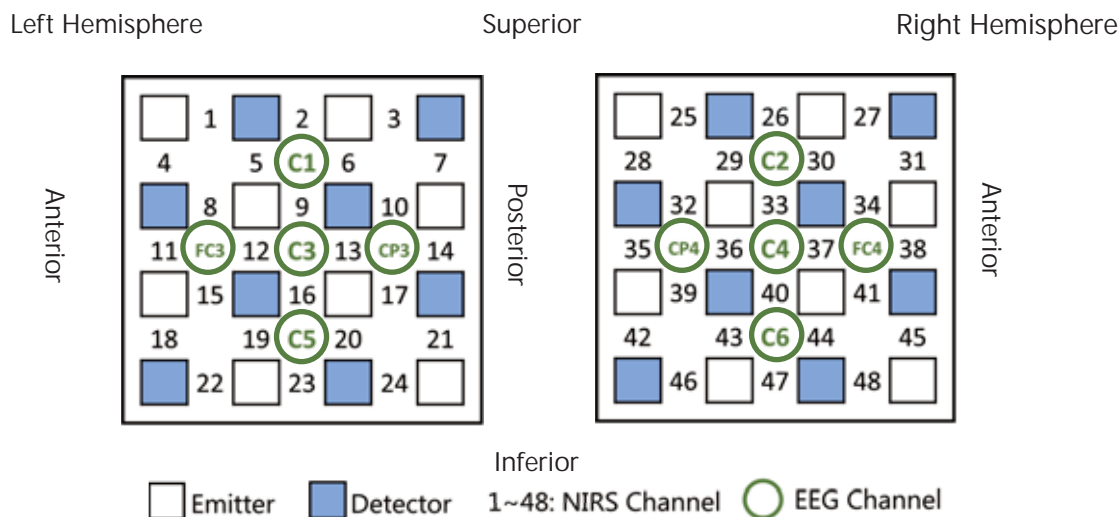 Left Hemisphere Superior Right Hemisphere
1 2 3 25 26 27
4 5 C1 6 7 28 29 C2 30 31
Anterior Posterior Anterior
8 9 10 32 33 34
11 FC3 12 C3 13 CP3 14 35 CP4 36 C4 37 FC4 38
15 16 17 39 40 41
18 19 C5 20 21 42 43 C6 44 45
22 23 24 46 47 48
Inferior
Emitter Detector 1~48: NIRS Channel EEG Channel